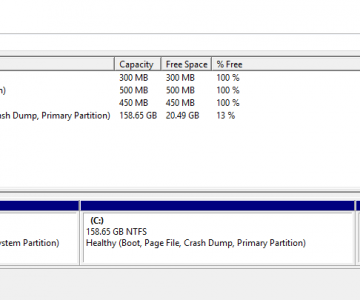 Capacity Free Space % Free
300 MB 300 MB 100 %
n) 500 MB 500 MB 100 %
450 MB 450 MB 100 %
ash Dump, Primary Partition) 158.65 GB 20.49 GB 13 %
(C:)
158.65 GB NTFS
ystem Partition) Healthy (Boot, Page File, Crash Dump, Primary Partition)